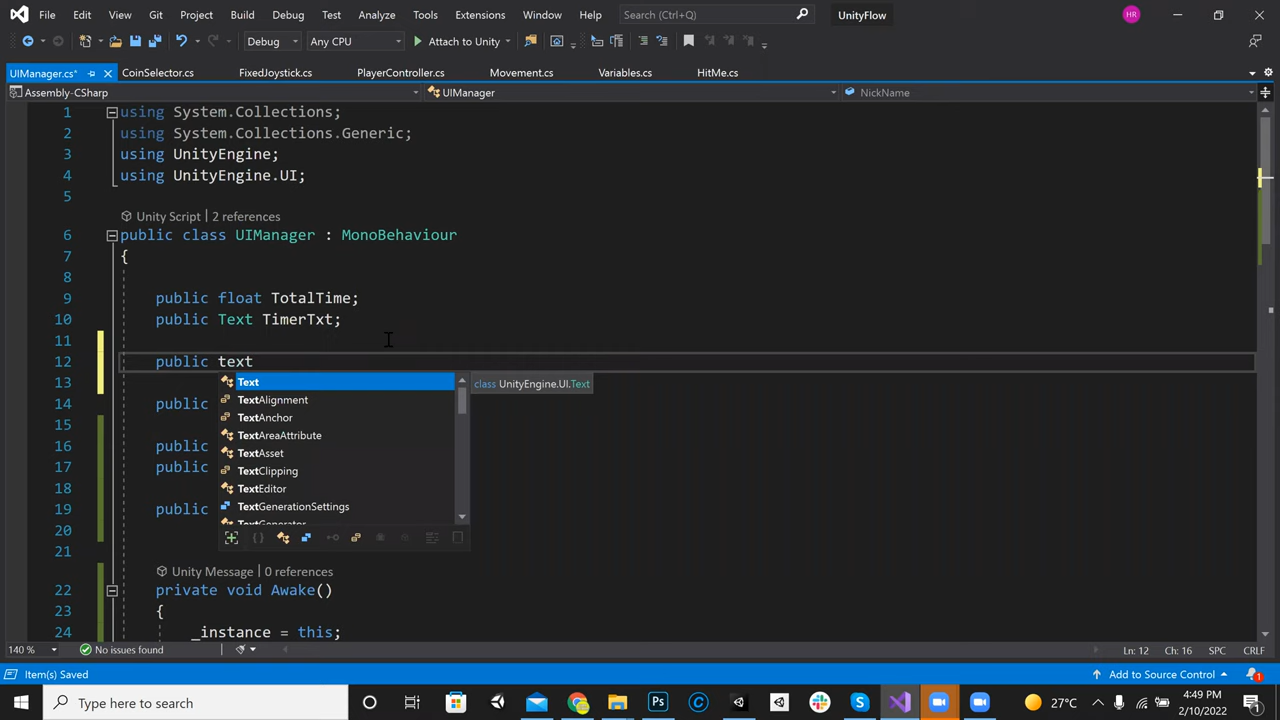 File Edit View Git Project Build Debug Test Analyze Tools Extensions Window Help Search (Ctrl+Q) UnityFlow HR
Debug Any CPU Attach to Unity
UIManager.cs* CoinSelector.cs FixedJoystick.cs PlayerController.cs Movement.cs Variables.cs HitMe.cs
Assembly-CSharp UIManager NickName
1 using System.Collections;
2 using System.Collections.Generic;
3 using UnityEngine;
4 using UnityEngine.UI;
5
Unity Script | 2 references
6 public class UIManager : MonoBehaviour
7 {
8
9 public float TotalTime;
10 public Text TimerTxt;
11
12 public text
13 Text class UnityEngine.UI.Text
TextAlignment
14 public
TextAnchor
15
TextAreaAttribute
16 public
TextAsset
17 public
TextClipping
18
TextEditor
19 public
TextGenerationSettings
TextGenerator
20
21
Unity Message | 0 references
22 private void Awake()
23 {
24 _instance = this;
140 % No issues found Ln: 12 Ch: 16 SPC CRLF
Item(s) Saved Add to Source Control 1
Type here to search 27°C 4:49 PM
2/10/2022 1